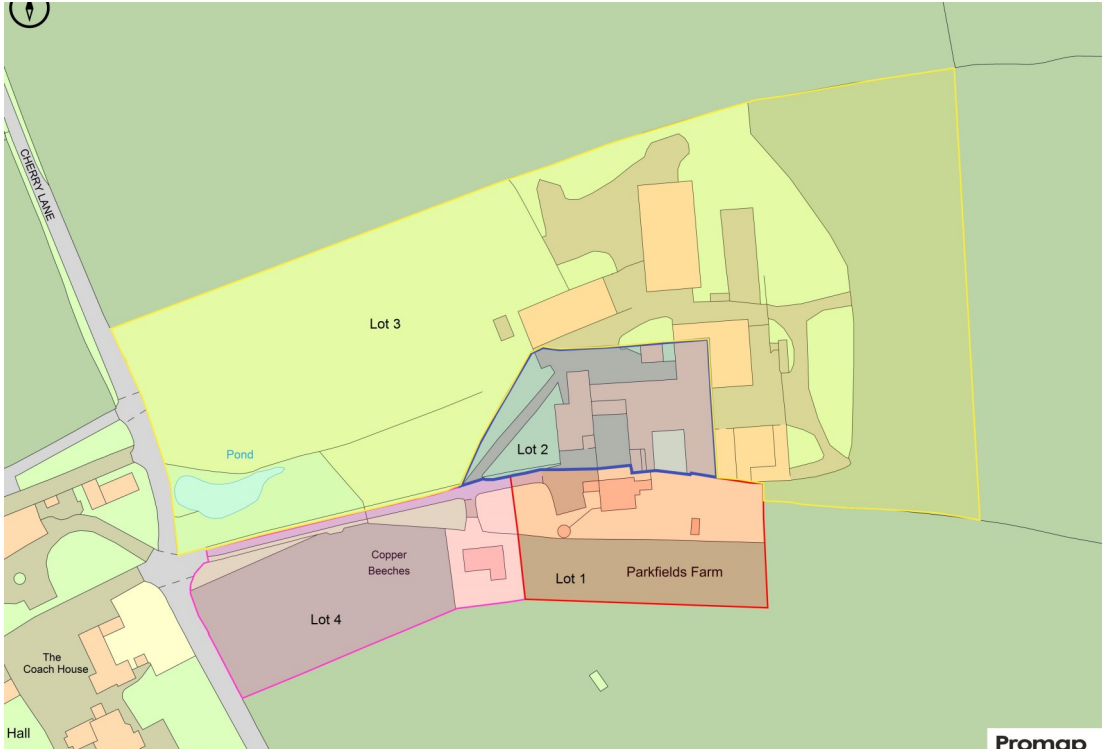 CHERRY LANE
Lot 3
Pond
Lot 2
Copper
Beeches
Lot 1
Parkfields Farm
Lot 4
The
Coach House
Hall
Promap